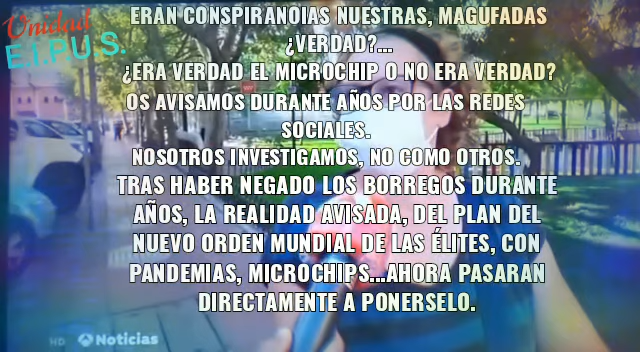 Unidad
E.I.P.U.S.
ERAN CONSPIRANOIAS NUESTRAS, MAGUFADAS
¿VERDAD?...
¿ERA VERDAD EL MICROCHIP O NO ERA VERDAD?
OS AVISAMOS DURANTE AÑOS POR LAS REDES
SOCIALES.
NOSOTROS INVESTIGAMOS, NO COMO OTROS.
TRAS HABER NEGADO LOS BORREGOS DURANTE
AÑOS, LA REALIDAD AVISADA, DEL PLAN DEL
NUEVO ORDEN MUNDIAL DE LAS ÉLITES, CON
PANDEMIAS, MICROCHIPS...AHORA PASARAN
DIRECTAMENTE A PONERSELO.
HD Noticias